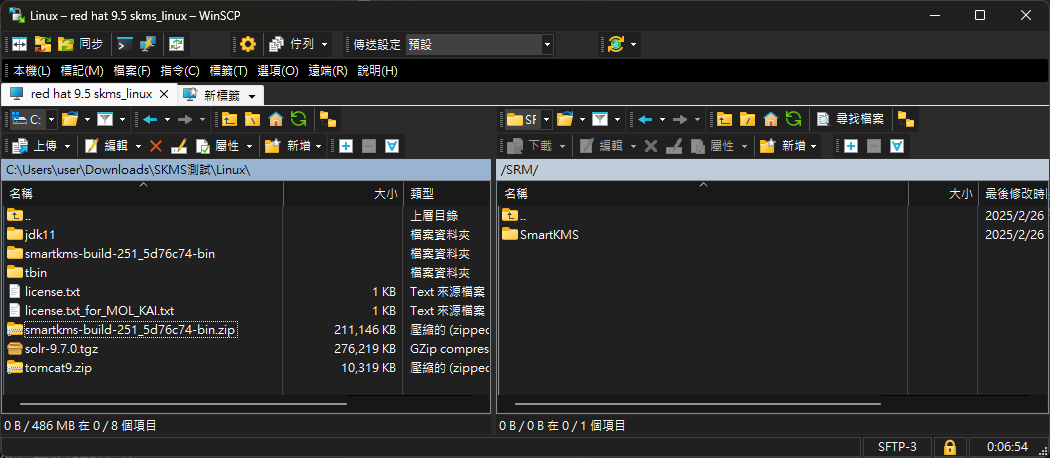 Linux – red hat 9.5 skms_linux – WinSCP
同步 佇列 傳送設定 預設
本機(L) 標記(M) 檔案(F) 指令(C) 標籤(T) 選項(O) 遠端(R) 說明(H)
red hat 9.5 skms_linux 新標籤
C:
上傳 編輯 屬性 新增
C:\Users\user\Downloads\SKMS測試\Linux\
名稱 大小 類型
.. 上層目錄
jdk11 檔案資料夾
smartkms-build-251_5d76c74-bin 檔案資料夾
tbin 檔案資料夾
license.txt 1 KB Text 來源檔案
license.txt_for_MOL_KAI.txt 1 KB Text 來源檔案
smartkms-build-251_5d76c74-bin.zip 211,146 KB 壓縮的 (zipped
solr-9.7.0.tgz 276,219 KB GZip compres
tomcat9.zip 10,319 KB 壓縮的 (zipped
0 B / 486 MB 在 0 / 8 個項目
尋找檔案
下載 編輯 屬性 新增
/SRM/
名稱 大小 最後修改時
.. 2025/2/26
SmartKMS 2025/2/26
0 B / 0 B 在 0 / 1 個項目
SFTP-3 0:06:54